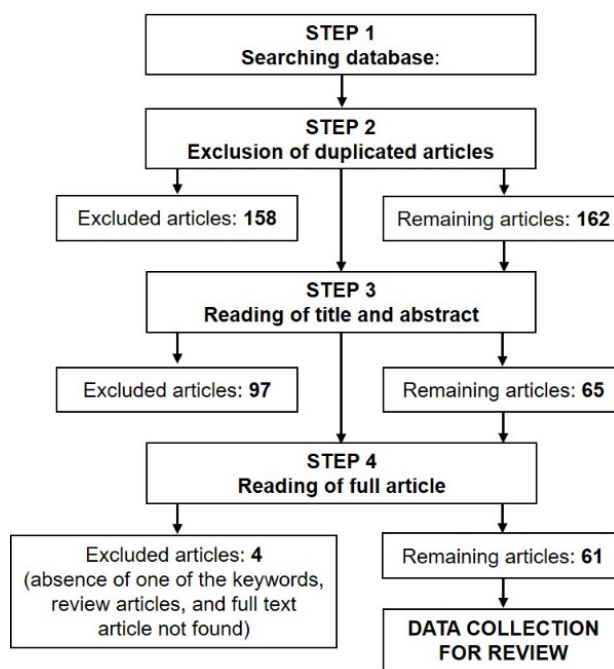 STEP 1
Searching database:
STEP 2
Exclusion of duplicated articles
Excluded articles: 158
Remaining articles: 162
STEP 3
Reading of title and abstract
Excluded articles: 97
Remaining articles: 65
STEP 4
Reading of full article
Excluded articles: 4
(absence of one of the keywords,
review articles, and full text
article not found)
Remaining articles: 61
DATA COLLECTION
FOR REVIEW